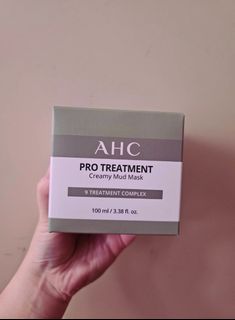 AHC
PRO TREATMENT
Creamy Mud Mask
9 TREATMENT COMPLEX
100 ml / 3.38 fl. oz.